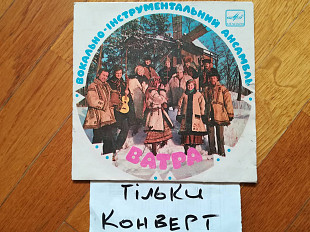 ВОКАЛЬНО-ІНСТРУМЕНТАЛЬНИЙ АНСАМБЛЬ
ВАТРА
ТІЛЬКИ
КОНВЕРТ